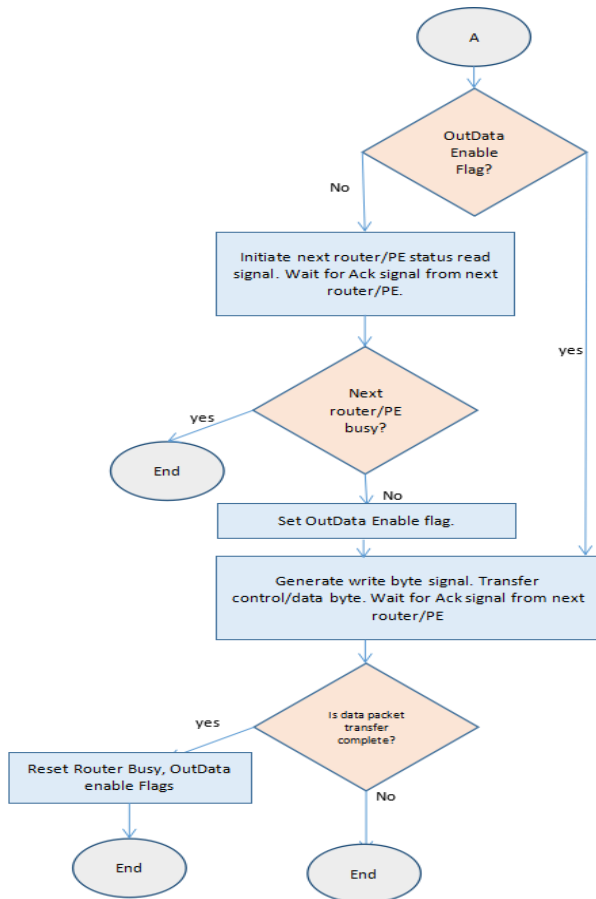 A
OutData
Enable
Flag?
No
Initiate next router/PE status read
signal. Wait for Ack signal from next
router/PE.
yes
Next
router/PE
busy?
yes
End
No
Set OutData Enable flag.
Generate write byte signal. Transfer
control/data byte. Wait for Ack signal from next
router/PE
Is data packet
transfer
complete?
yes
Reset Router Busy, OutData
enable Flags
No
End
End